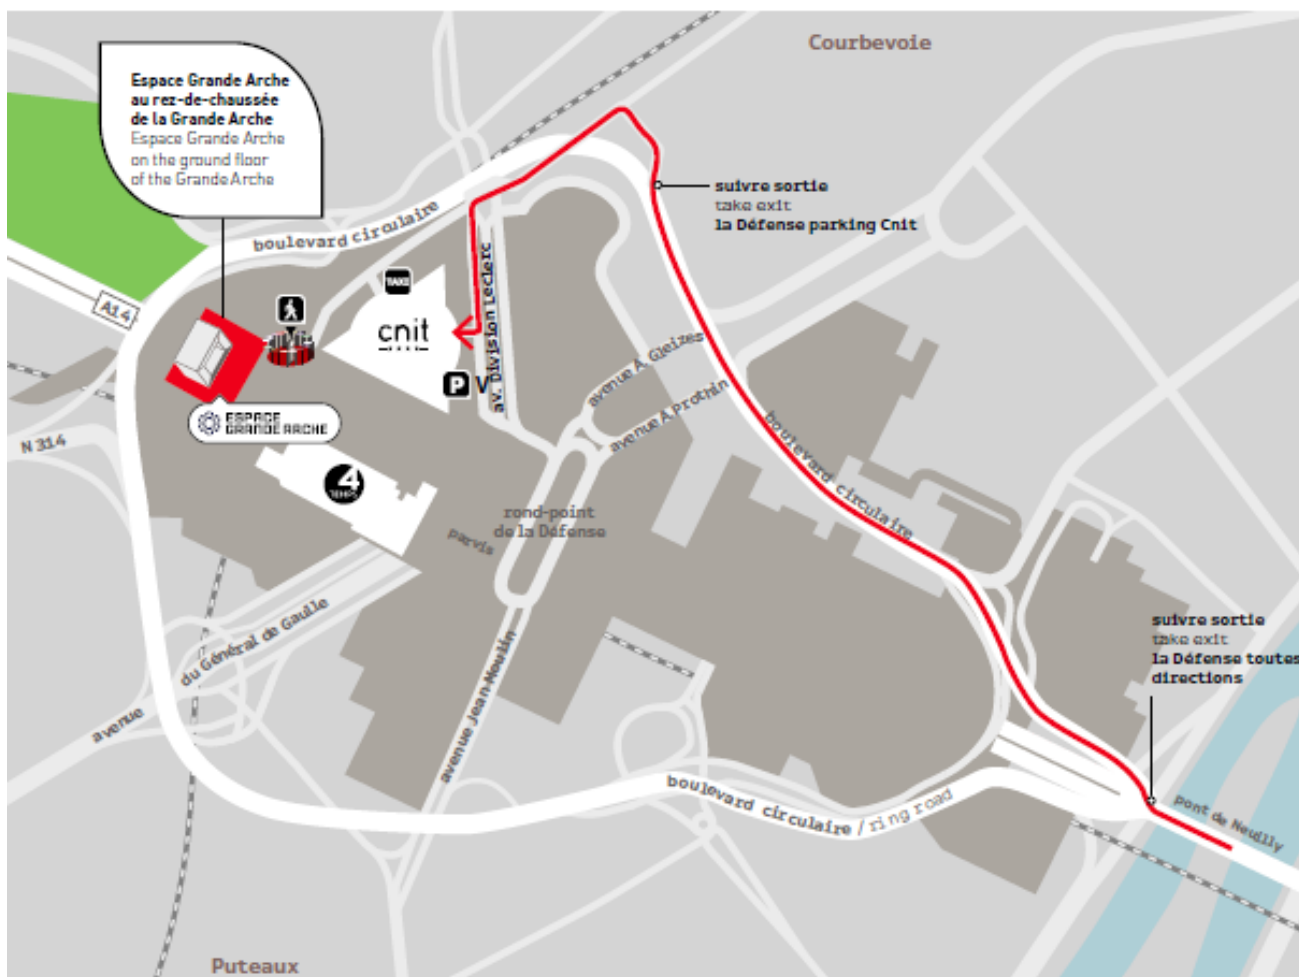 Courbevoie
Espace Grande Arche
au rez-de-chaussée
de la Grande Arche
Espace Grande Arche
on the ground floor
of the Grande Arche
suivre sortie
take exit
la Défense parking Cnit
boulevard circulaire
av. Division Leclerc
TAXI
A14
cnit
P V
avenue A. Gleizes
avenue A. Prothin
ESPACE
GRANDE ARCHE
N 314
boulevard circulaire
4
TEMPS
rond-point
de la Défense
parvis
avenue du Général de Gaulle
avenue Jean Moulin
suivre sortie
take exit
la Défense toutes
directions
boulevard circulaire / ring road
pont de Neuilly
Puteaux